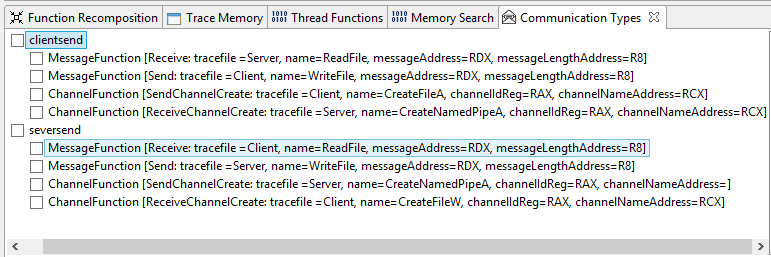 Function Recomposition Trace Memory Thread Functions Memory Search Communication Types
clientsend
MessageFunction [Receive: tracefile =Server, name=ReadFile, messageAddress=RDX, messageLengthAddress=R8]
MessageFunction [Send: tracefile =Client, name=WriteFile, messageAddress=RDX, messageLengthAddress=R8]
ChannelFunction [SendChannelCreate: tracefile =Client, name=CreateFileA, channelIdReg=RAX, channelNameAddress=RCX]
ChannelFunction [ReceiveChannelCreate: tracefile =Server, name=CreateNamedPipeA, channelIdReg=RAX, channelNameAddress=RCX]
seversend
MessageFunction [Receive: tracefile =Client, name=ReadFile, messageAddress=RDX, messageLengthAddress=R8]
MessageFunction [Send: tracefile =Server, name=WriteFile, messageAddress=RDX, messageLengthAddress=R8]
ChannelFunction [SendChannelCreate: tracefile =Server, name=CreateNamedPipeA, channelIdReg=RAX, channelNameAddress=]
ChannelFunction [ReceiveChannelCreate: tracefile =Client, name=CreateFileW, channelIdReg=RAX, channelNameAddress=RCX]